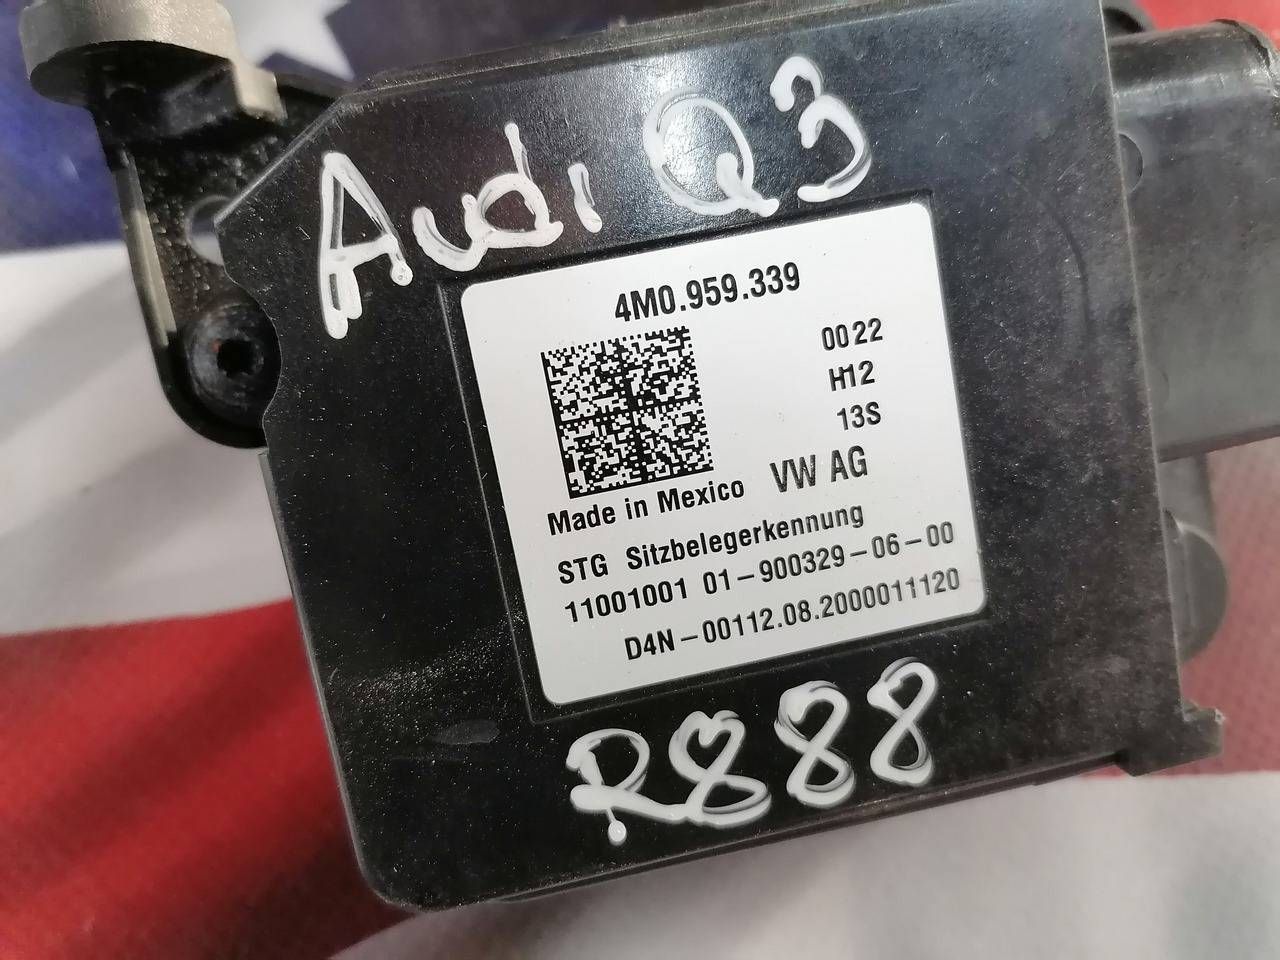 Audi Q3
4M0.959.339
0022
H12
13S
Made in Mexico VW AG
STG Sitzbelegerkennung
11001001 01-900329-06-00
D4N-00112.08.2000011120
R888